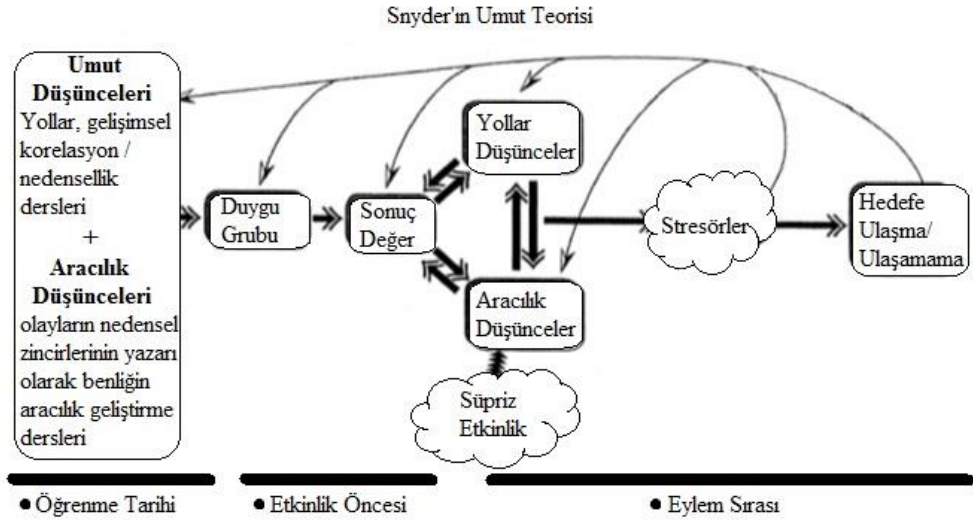 Snyder'ın Umut Teorisi
Umut
Düşünceleri
Yollar, gelişimsel
korelasyon /
nedensellik
dersleri
+
Aracılık
Düşünceleri
olayların nedensel
zincirlerinin yazarı
olarak benliğin
aracılık geliştirme
dersleri
Duygu
Grubu
Sonuç
Değer
Yollar
Düşünceler
Aracılık
Düşünceler
Süpriz
Etkinlik
Stresörler
Hedefe
Ulaşma/
Ulaşamama
• Öğrenme Tarihi
• Etkinlik Öncesi
• Eylem Sırası